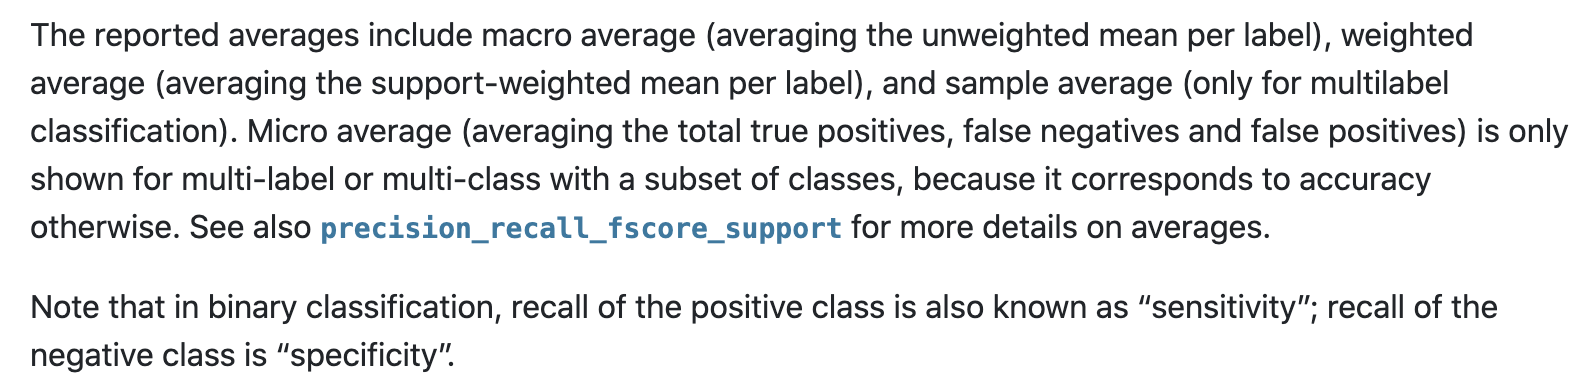 The reported averages include macro average (averaging the unweighted mean per label), weighted
average (averaging the support-weighted mean per label), and sample average (only for multilabel
classification). Micro average (averaging the total true positives, false negatives and false positives) is only
shown for multi-label or multi-class with a subset of classes, because it corresponds to accuracy
otherwise. See also precision_recall_fscore_support for more details on averages.
Note that in binary classification, recall of the positive class is also known as “sensitivity”; recall of the
negative class is “specificity”.